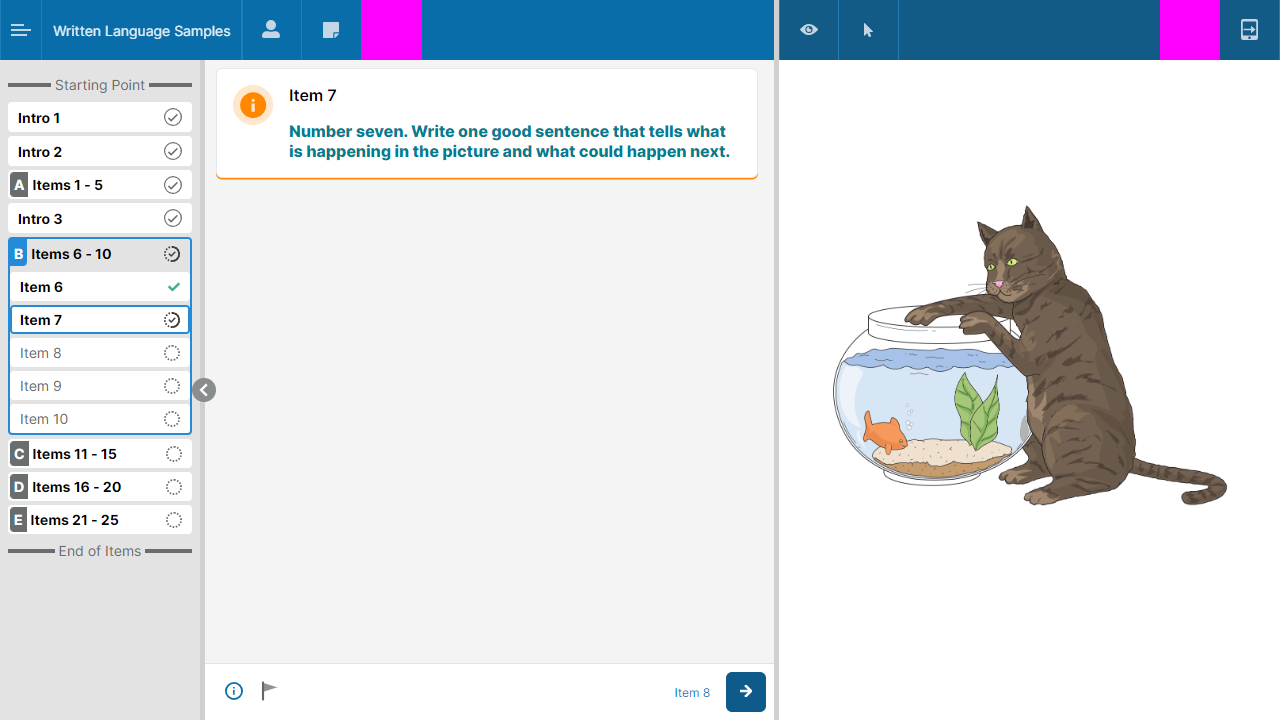 Written Language Samples
Starting Point
Intro 1
Intro 2
A Items 1 - 5
Intro 3
B Items 6 - 10
Item 6
Item 7
Item 8
Item 9
Item 10
C Items 11 - 15
D Items 16 - 20
E Items 21 - 25
End of Items
Item 7
Number seven. Write one good sentence that tells what
is happening in the picture and what could happen next.
Item 8